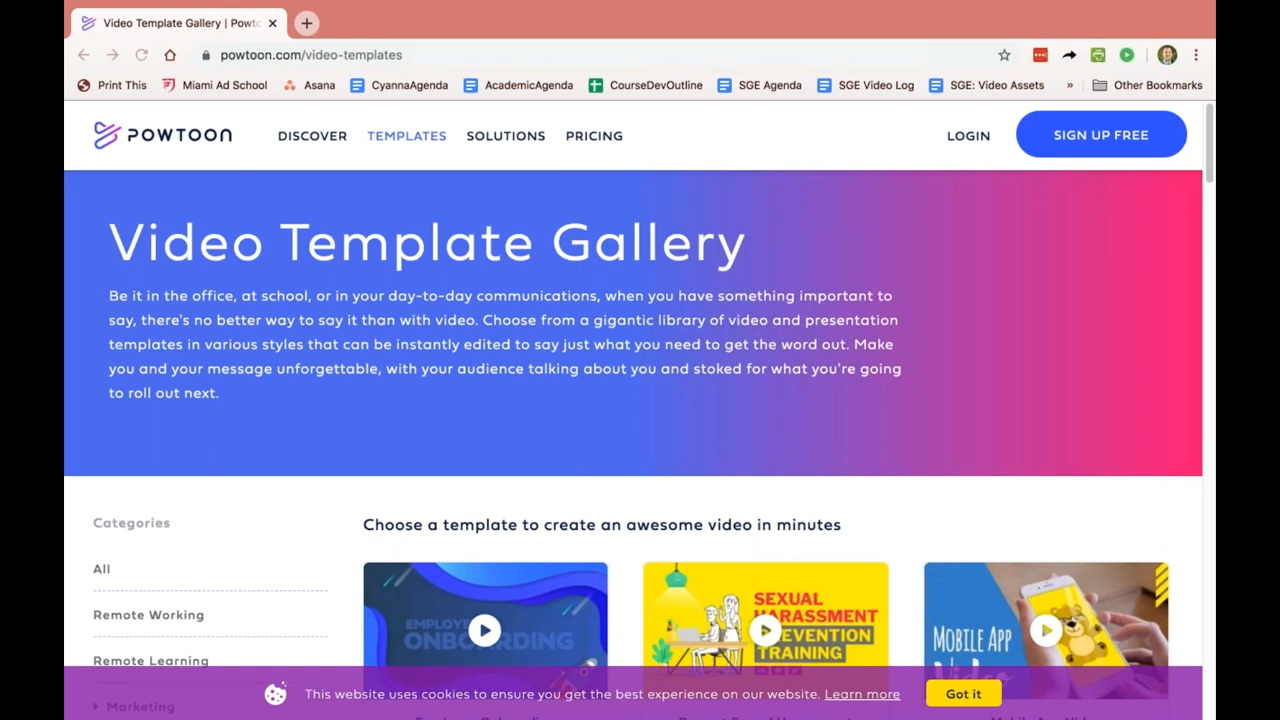 Video Template Gallery | Powto
powtoon.com/video-templates
Print This
Miami Ad School
Asana
CyannaAgenda
AcademicAgenda
CourseDevOutline
SGE Agenda
SGE Video Log
SGE: Video Assets
»
Other Bookmarks
POWTOON
DISCOVER
TEMPLATES
SOLUTIONS
PRICING
LOGIN
SIGN UP FREE
Video Template Gallery
Be it in the office, at school, or in your day-to-day communications, when you have something important to
say, there's no better way to say it than with video. Choose from a gigantic library of video and presentation
templates in various styles that can be instantly edited to say just what you need to get the word out. Make
you and your message unforgettable, with your audience talking about you and stoked for what you're going
to roll out next.
Categories
All
Remote Working
Remote Learning
Marketing
Choose a template to create an awesome video in minutes
ONBOARDING
SEXUAL
HARASSMENT
PREVENTION
TRAINING
MOBILE APP
Video
This website uses cookies to ensure you get the best experience on our website. Learn more
Got it